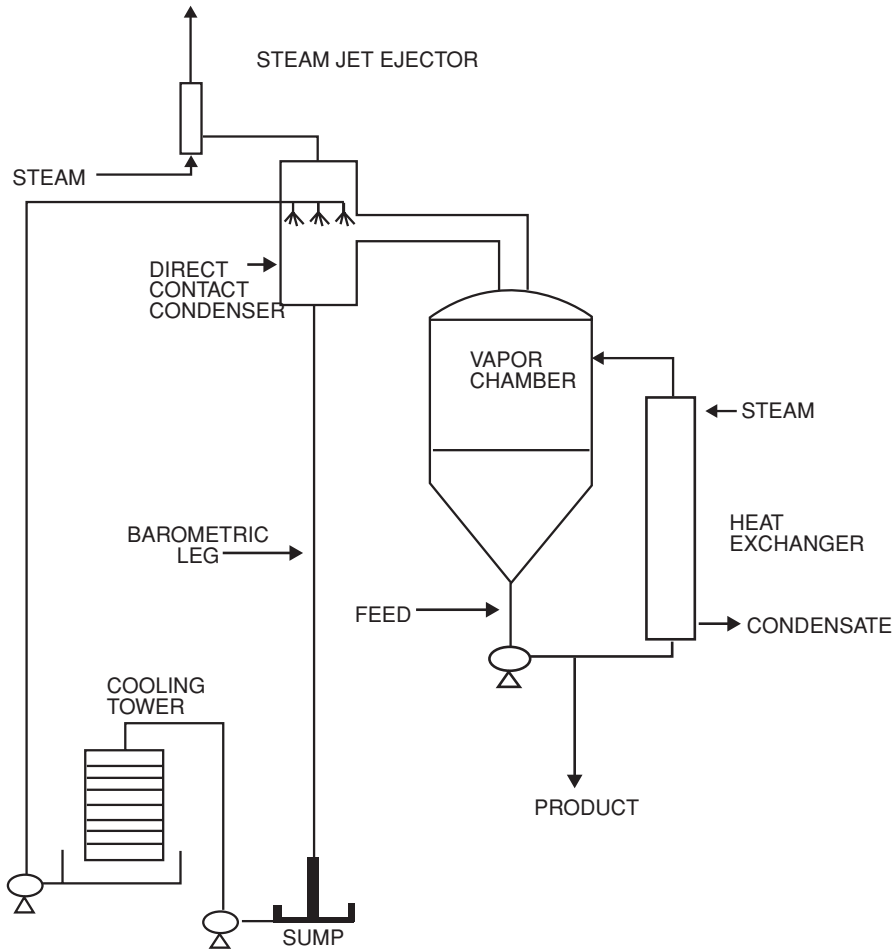 STEAM JET EJECTOR
STEAM
DIRECT
CONTACT
CONDENSER
VAPOR
CHAMBER
STEAM
HEAT
EXCHANGER
BAROMETRIC
LEG
FEED
CONDENSATE
COOLING
TOWER
PRODUCT
SUMP